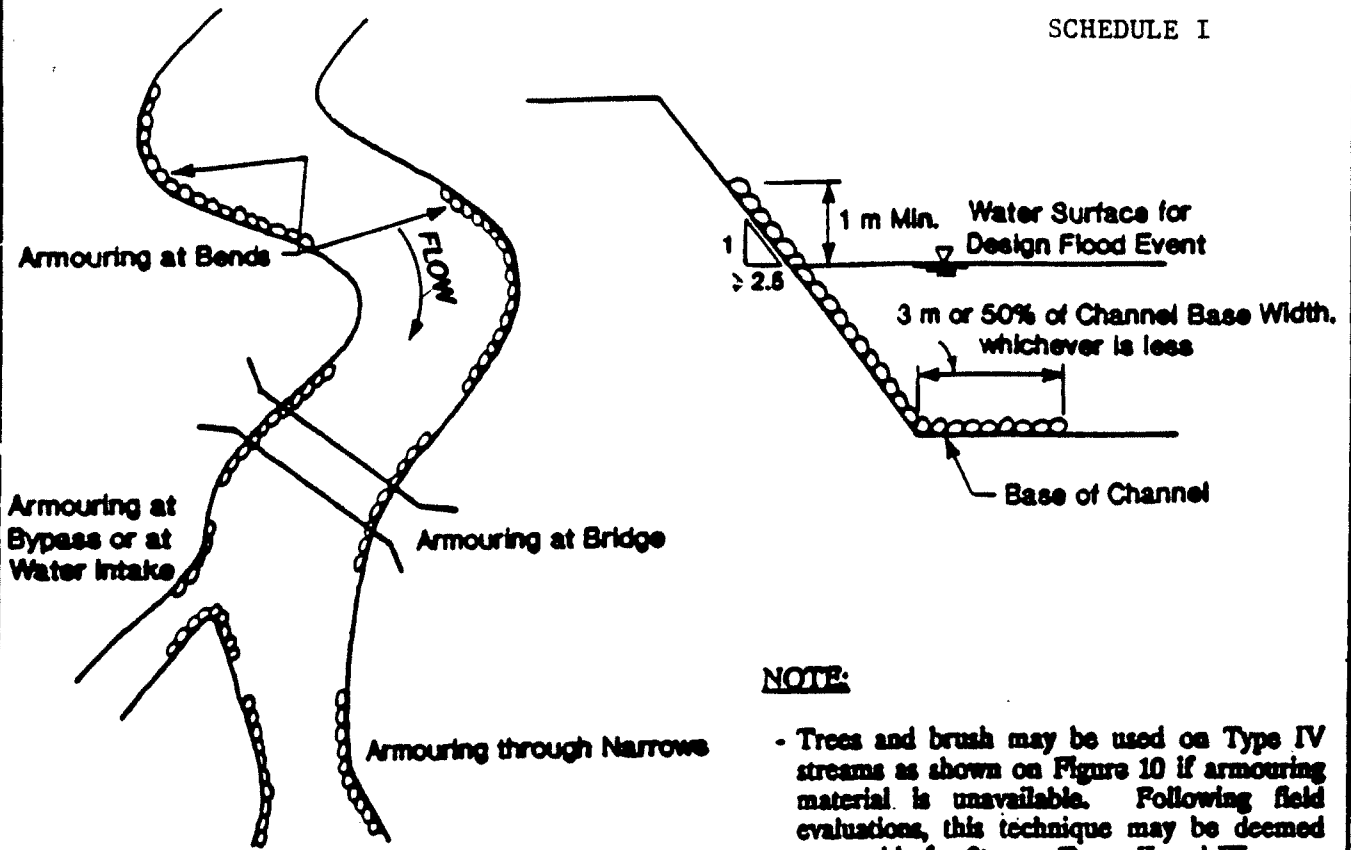 SCHEDULE I
Armouring at Bends
FLOW
1 m Min.
Water Surface for
Design Flood Event
1
2.5
3 m or 50% of Channel Base Width.
whichever is less
Base of Channel
Armouring at
Bypass or at
Water Intake
Armouring at Bridge
Armouring through Narrows
NOTE:
- Trees and brush may be used on Type IV
streams as shown on Figure 10 if armouring
material is unavailable. Following field
evaluations, this technique may be deemed